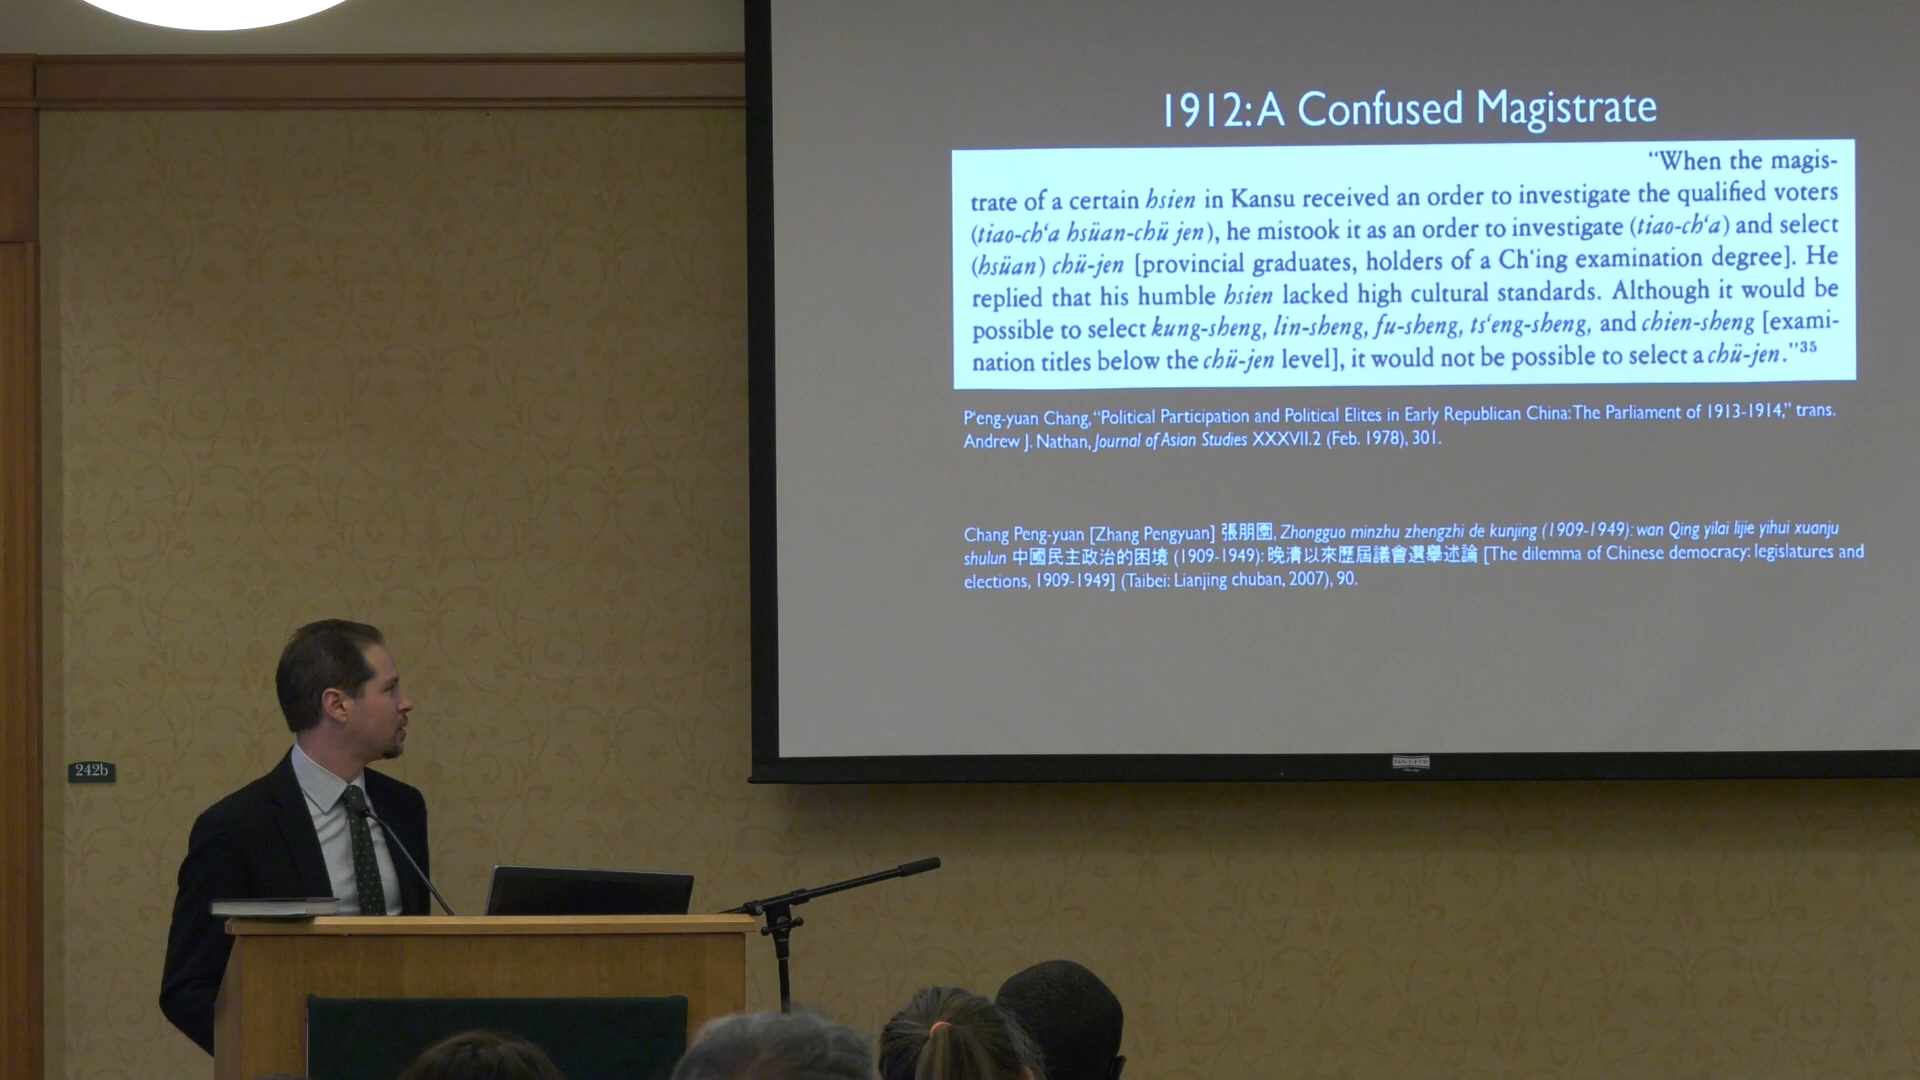 1912: A Confused Magistrate
“When the magis-
trate of a certain hsien in Kansu received an order to investigate the qualified voters
(tiao-ch‘a hsüan-chü jen), he mistook it as an order to investigate (tiao-ch‘a) and select
(hsüan) chü-jen [provincial graduates, holders of a Ch‘ing examination degree]. He
replied that his humble hsien lacked high cultural standards. Although it would be
possible to select kung-sheng, lin-sheng, fu-sheng, ts‘eng-sheng, and chien-sheng [exami-
nation titles below the chü-jen level], it would not be possible to select a chü-jen.”35
P‘eng-yuan Chang, “Political Participation and Political Elites in Early Republican China: The Parliament of 1913-1914,” trans.
Andrew J. Nathan, Journal of Asian Studies XXXVII.2 (Feb. 1978), 301.
Chang Peng-yuan [Zhang Pengyuan] 張朋園, Zhongguo minzhu zhengzhi de kunjing (1909-1949): wan Qing yilai lijie yihui xuanju
shulun 中國民主政治的困境 (1909-1949): 晚清以來歷屆議會選舉述論 [The dilemma of Chinese democracy: legislatures and
elections, 1909-1949] (Taibei: Lianjing chuban, 2007), 90.
242b
DA-LITE